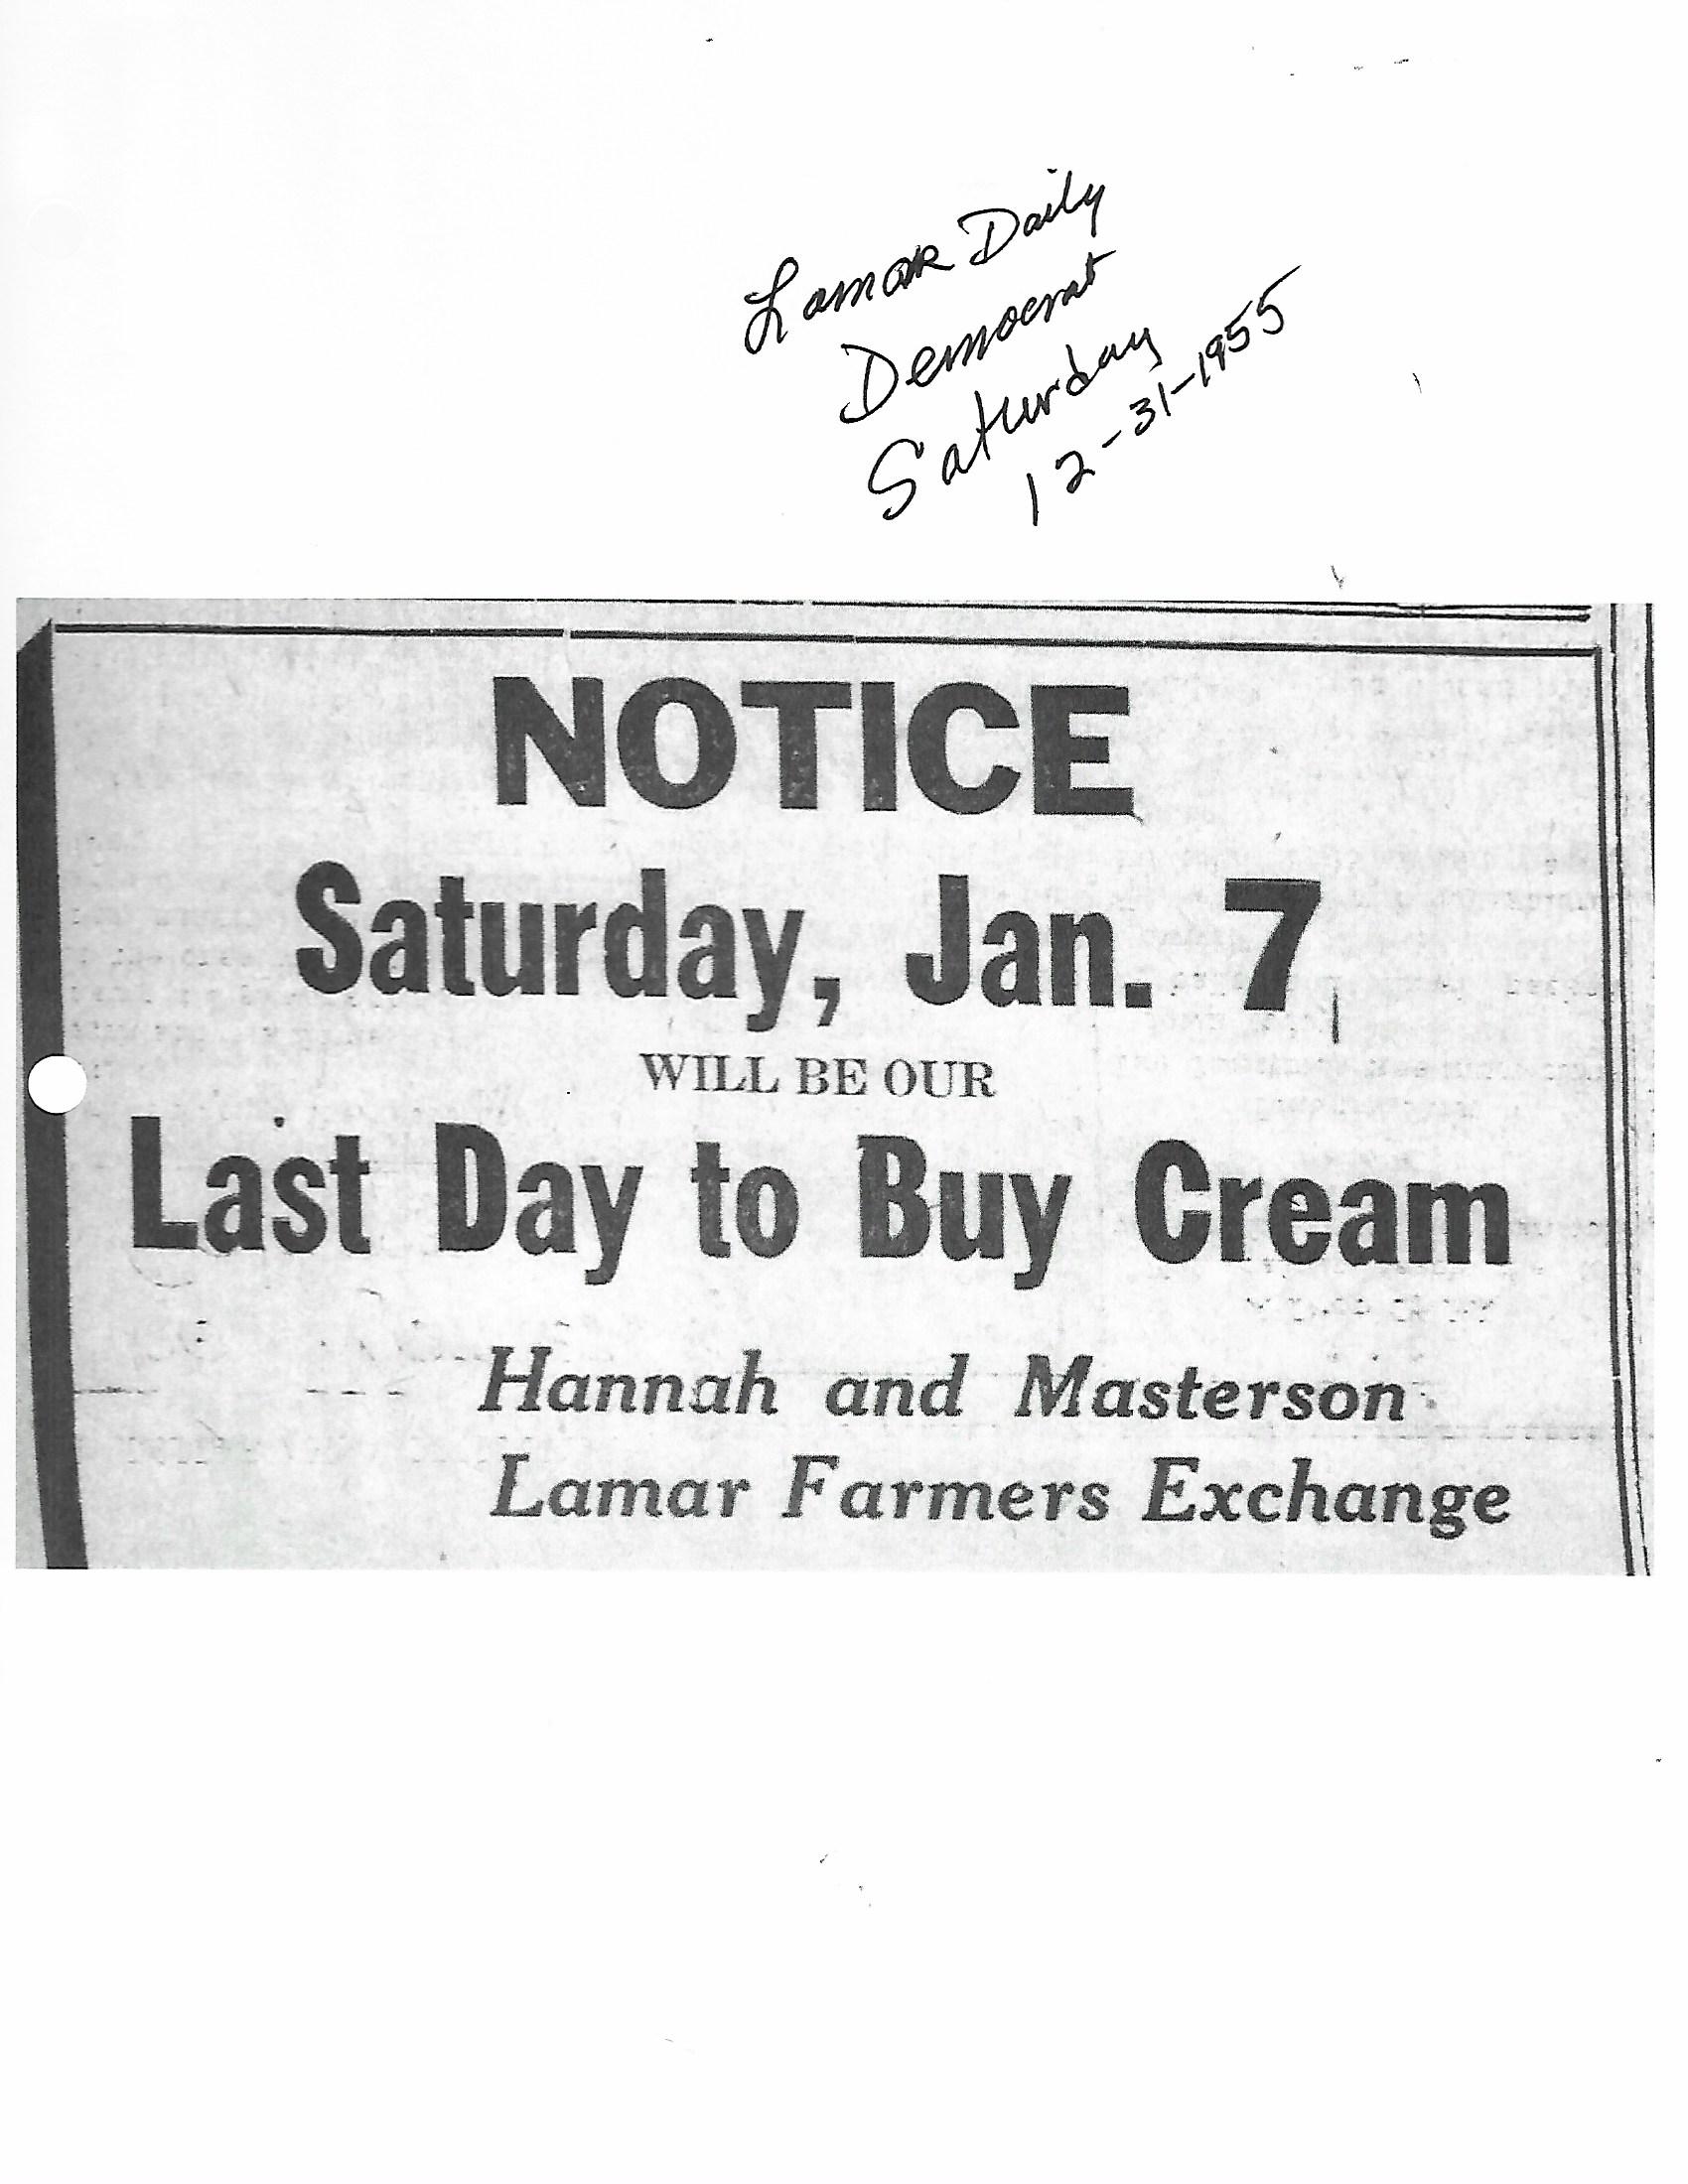 Lamar Daily
Democrat
Saturday
12-31-1955
NOTICE
Saturday, Jan. 7
WILL BE OUR
Last Day to Buy Cream
Hannah and Masterson
Lamar Farmers Exchange